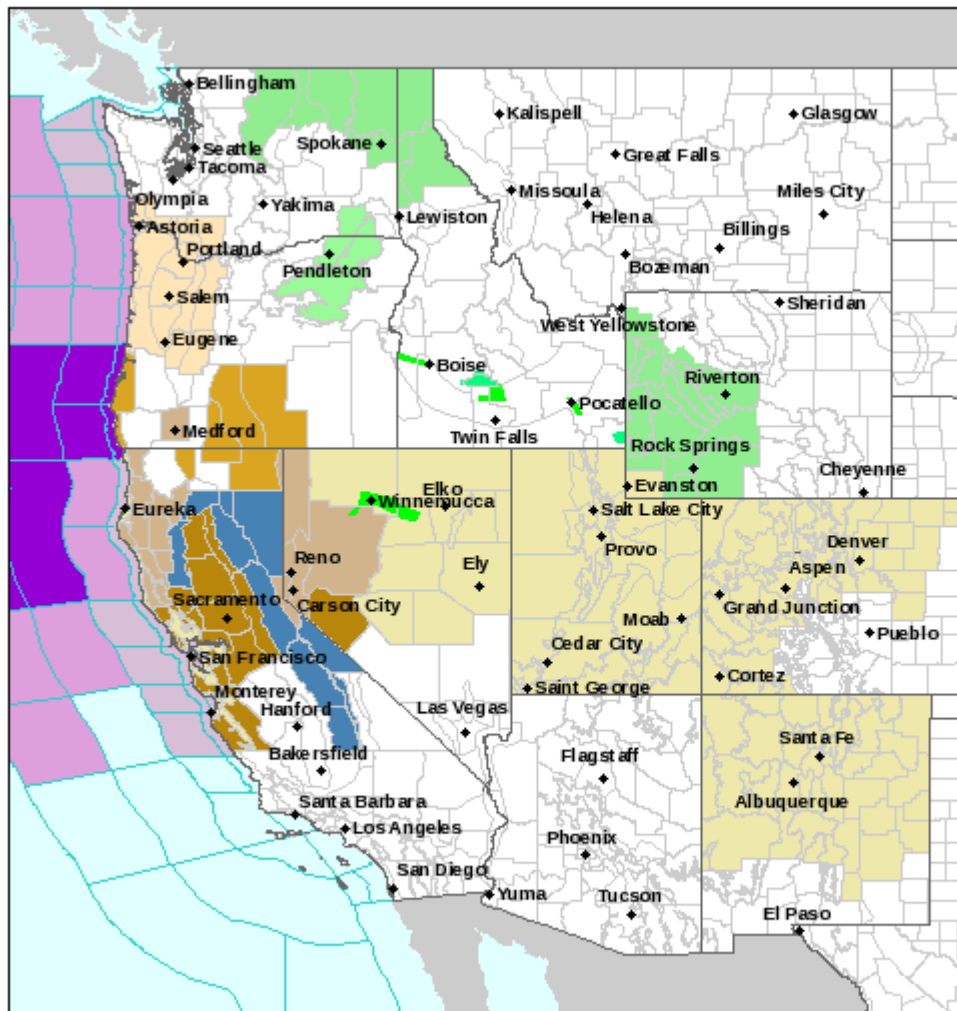 Bellingham
Kalispell
Glasgow
Seattle
Spokane
Great Falls
Tacoma
Missoula
Miles City
Olympia
Yakima
Lewiston
Helena
Astoria
Billings
Portland
Pendleton
Bozeman
Salem
Sheridan
West Yellowstone
Eugene
Boise
Riverton
Pocatello
Medford
Twin Falls
Rock Springs
Cheyenne
Elko
Evanston
Winnemucca
Eureka
Salt Lake City
Provo
Denver
Reno
Ely
Aspen
Sacramento
Carson City
Grand Junction
Moab
Pueblo
Cedar City
San Francisco
Cortez
Saint George
Monterey
Hanford
Las Vegas
Santa Fe
Bakersfield
Flagstaff
Albuquerque
Santa Barbara
Los Angeles
Phoenix
San Diego
Yuma
Tucson
El Paso